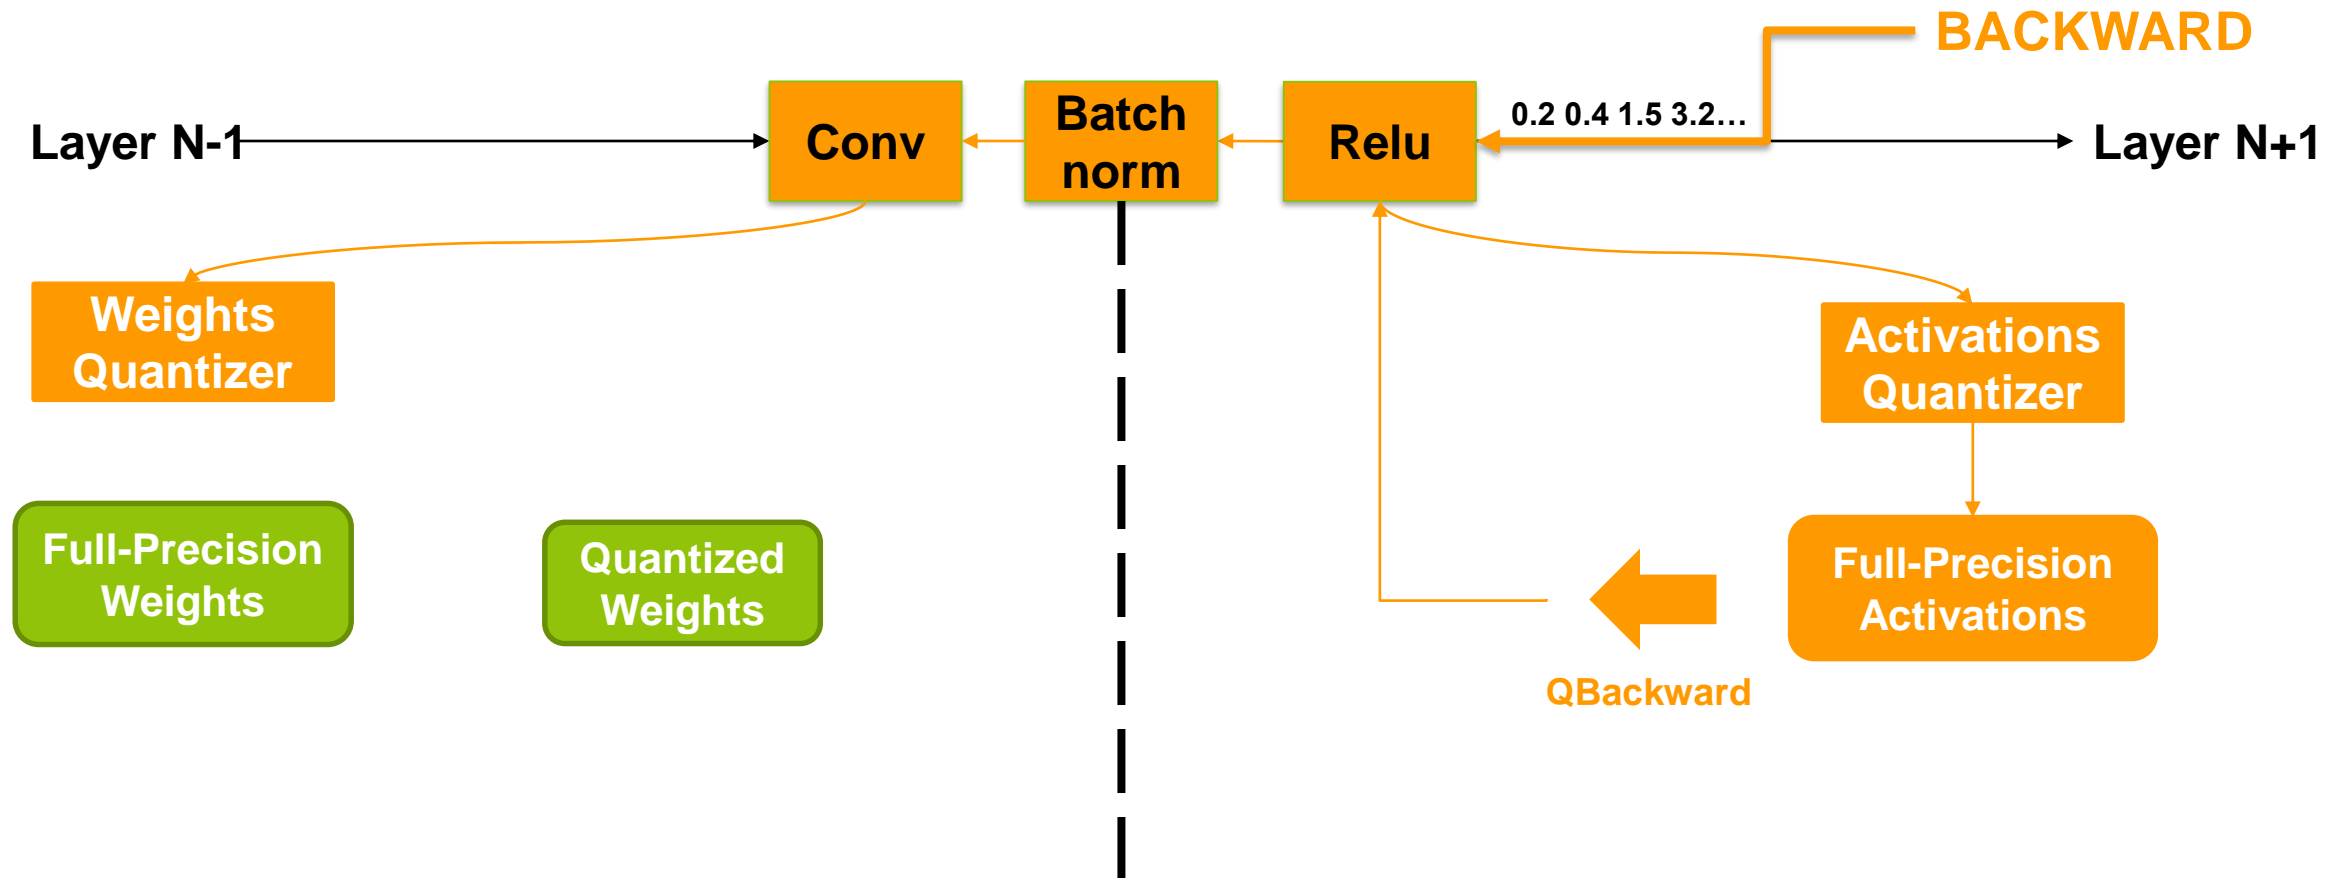 BACKWARD
Layer N-1
Conv
Batch
norm
Relu
0.2 0.4 1.5 3.2…
Layer N+1
Weights
Quantizer
Activations
Quantizer
Full-Precision
Weights
Quantized
Weights
Full-Precision
Activations
QBackward